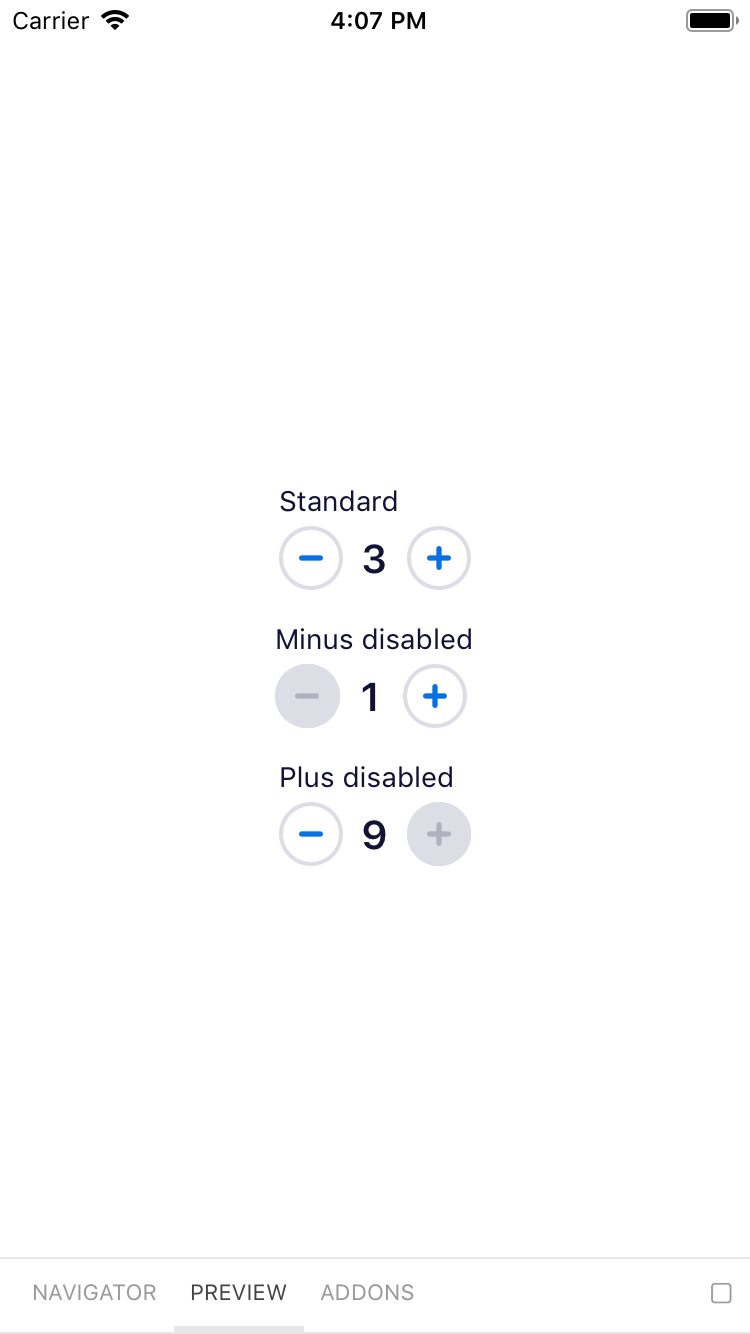 Carrier 4:07 PM
Standard
3
Minus disabled
1
Plus disabled
9
NAVIGATOR PREVIEW ADDONS